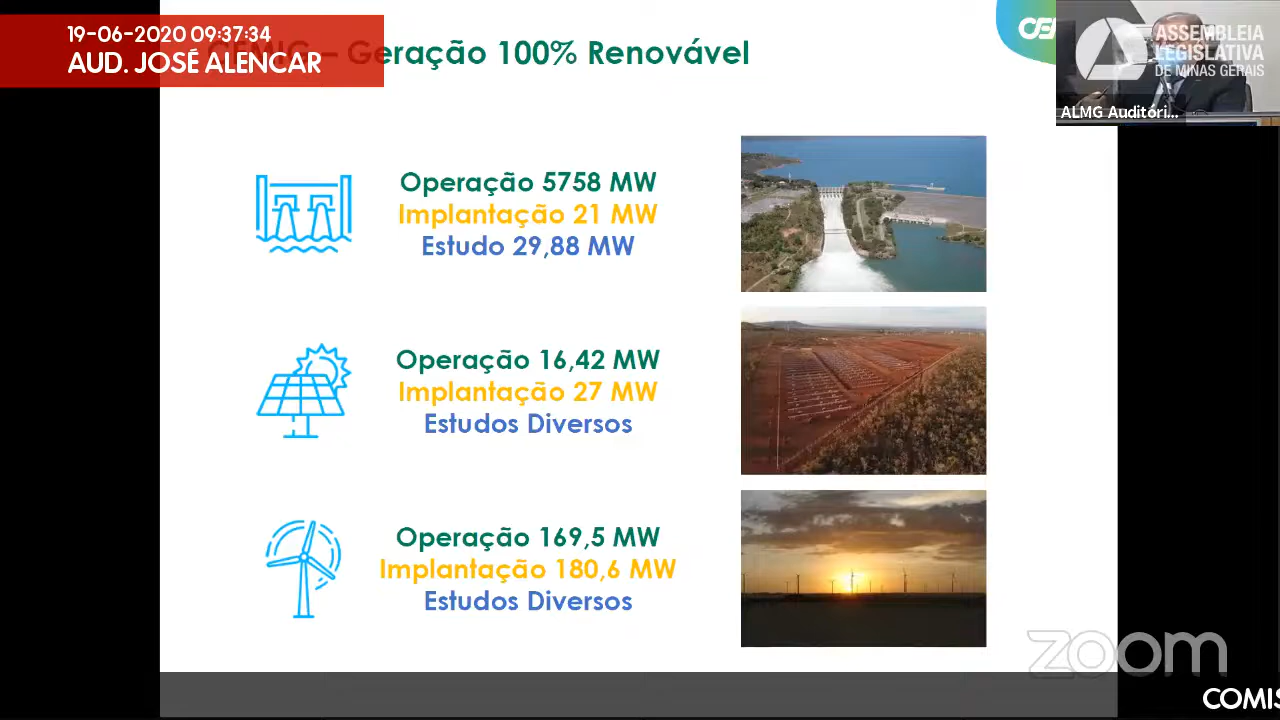 19-06-2020 09:37:34
AUD. JOSÉ ALENCAR
CEMIG – Geração 100% Renovável
ASSEMBLEIA
LEGISLATIVA
DE MINAS GERAIS
ALMG Auditóri...
Operação 5758 MW
Implantação 21 MW
Estudo 29,88 MW
Operação 16,42 MW
Implantação 27 MW
Estudos Diversos
Operação 169,5 MW
Implantação 180,6 MW
Estudos Diversos
zoom